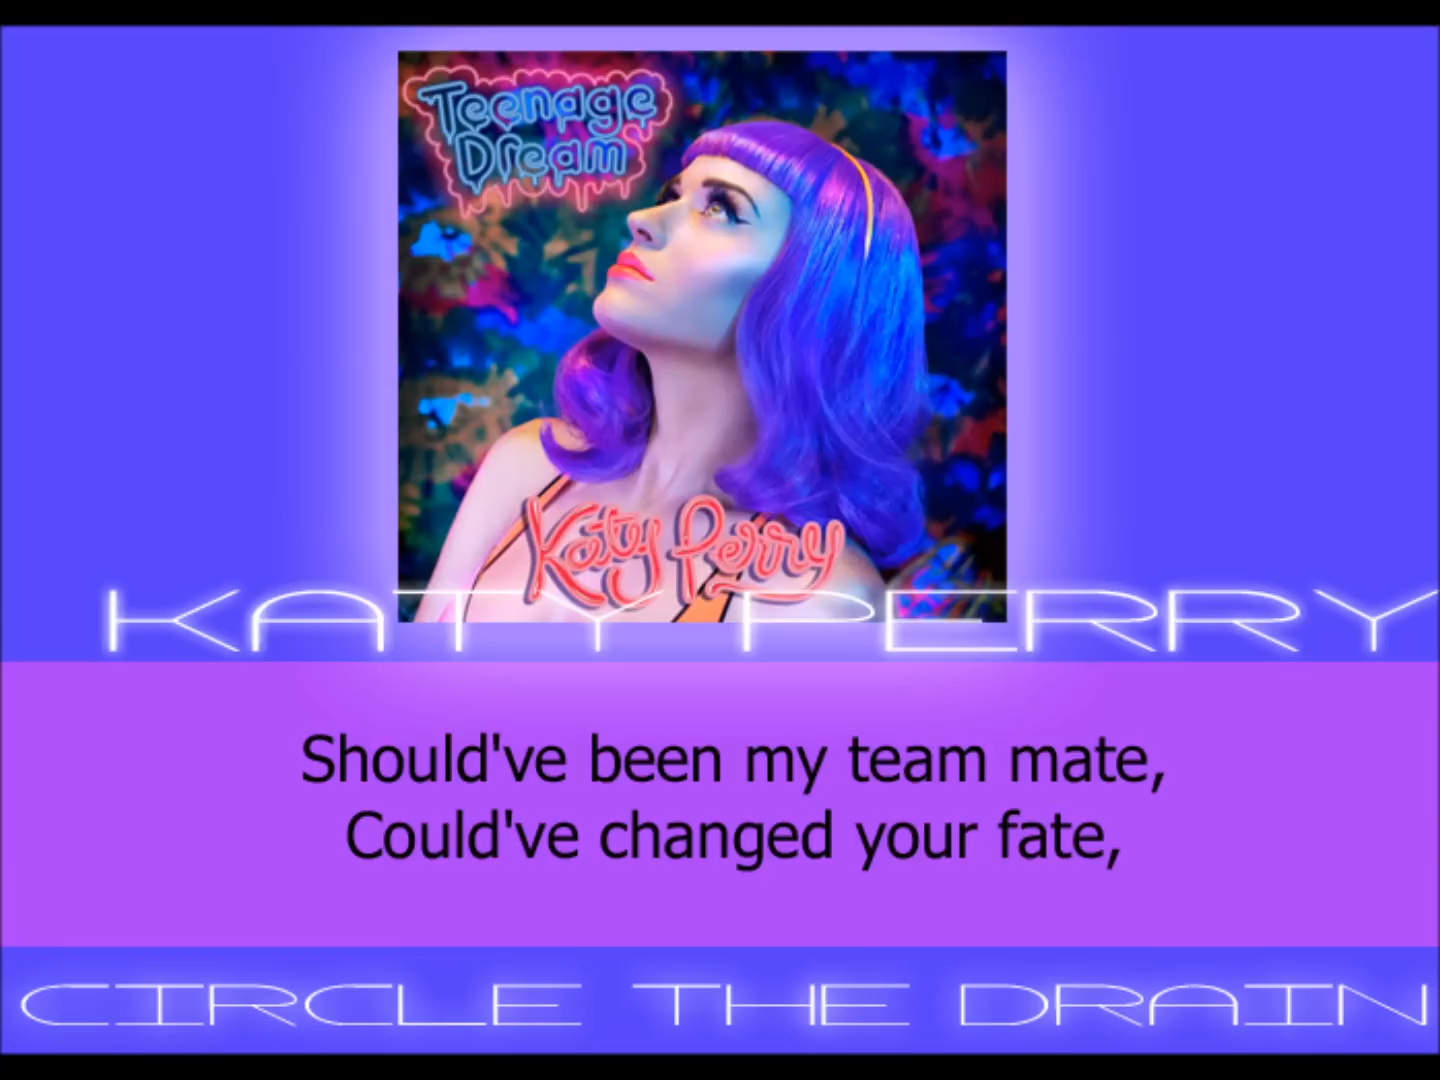 Teenage
Dream
Katy Perry
KATY PERRY
Should've been my team mate,
Could've changed your fate,
CIRCLE THE DRAIN